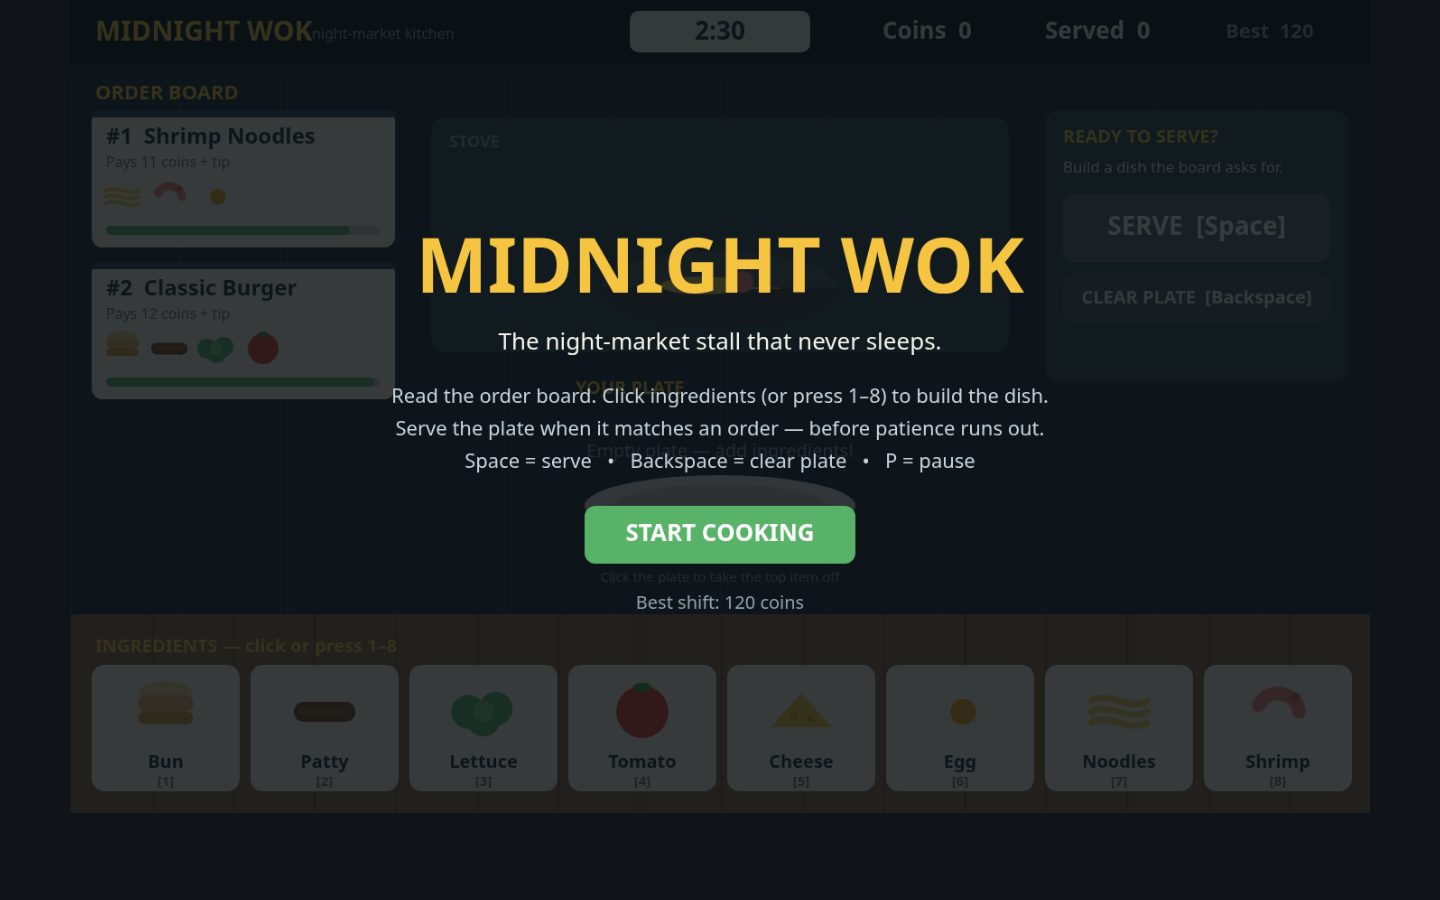 MIDNIGHT WOK night-market kitchen
2:30
Coins 0
Served 0
Best 120
ORDER BOARD
#1 Shrimp Noodles
Pays 11 coins + tip
#2 Classic Burger
Pays 12 coins + tip
STOVE
READY TO SERVE?
Build a dish the board asks for.
SERVE [Space]
CLEAR PLATE [Backspace]
MIDNIGHT WOK
The night-market stall that never sleeps.
YOUR PLATE
Read the order board. Click ingredients (or press 1–8) to build the dish.
Serve the plate when it matches an order — before patience runs out.
Empty plate — add ingredients!
Space = serve • Backspace = clear plate • P = pause
START COOKING
Click the plate to take the top item off
Best shift: 120 coins
INGREDIENTS — click or press 1–8
Bun
[1]
Patty
[2]
Lettuce
[3]
Tomato
[4]
Cheese
[5]
Egg
[6]
Noodles
[7]
Shrimp
[8]